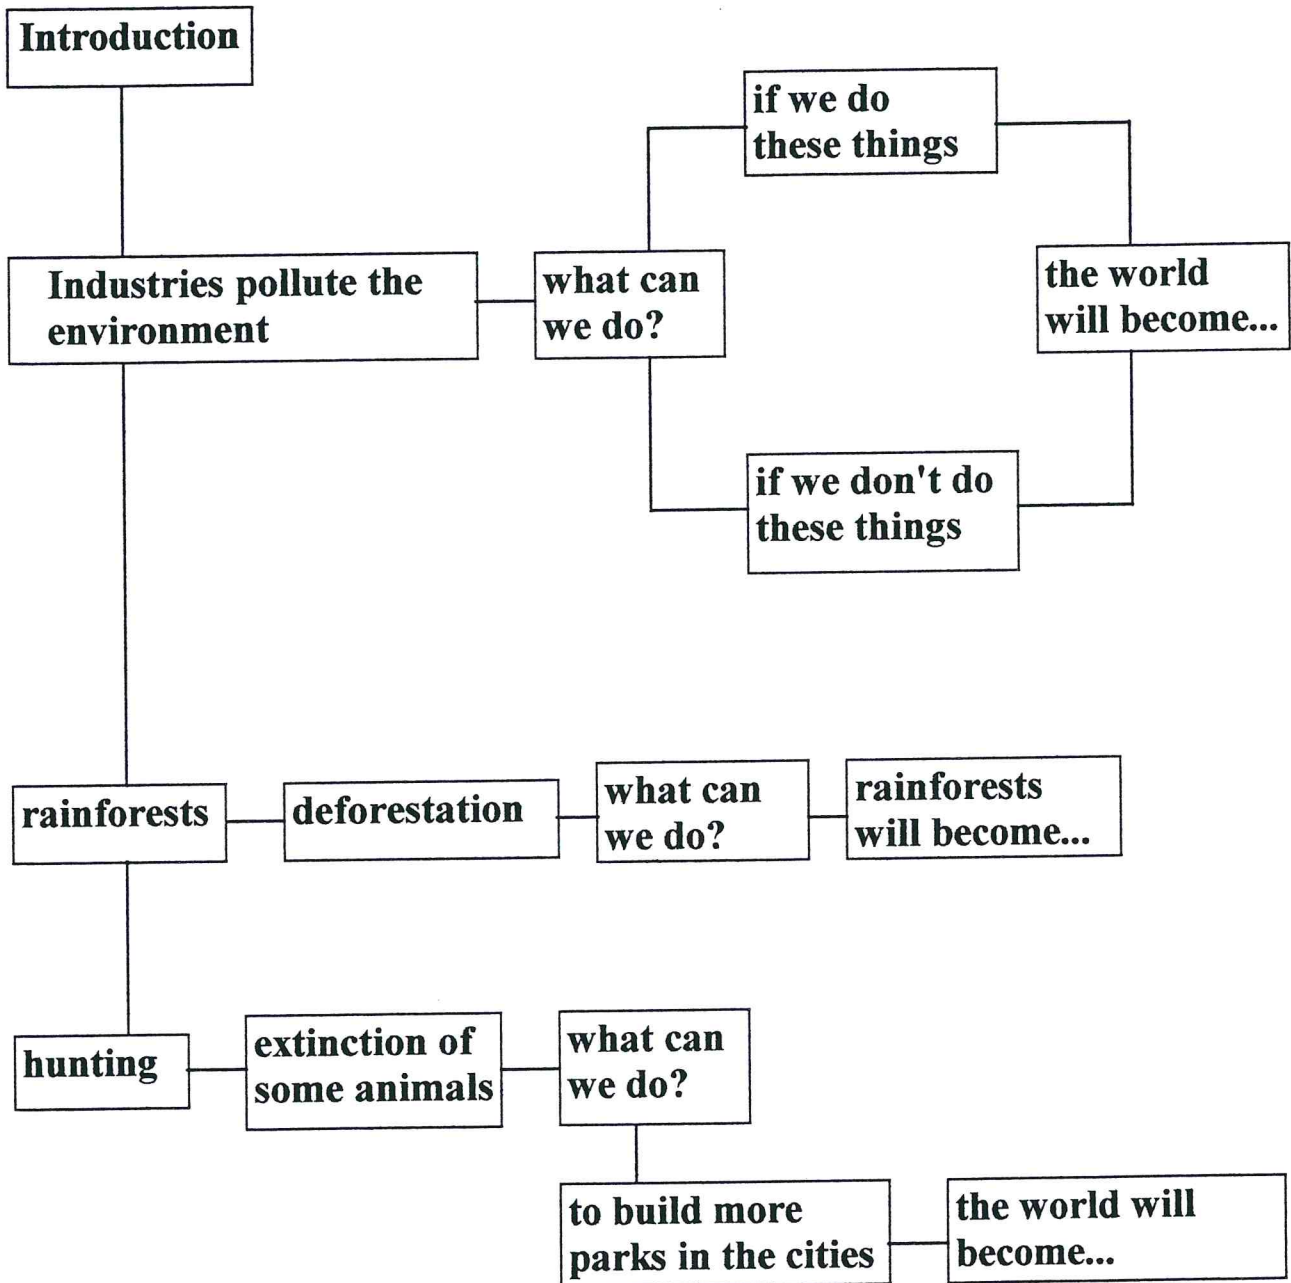 Introduction
if we do
these things
Industries pollute the
environment
what can
we do?
the world
will become...
if we don't do
these things
rainforests
deforestation
what can
we do?
rainforests
will become...
hunting
extinction of
some animals
what can
we do?
to build more
parks in the cities
the world will
become...